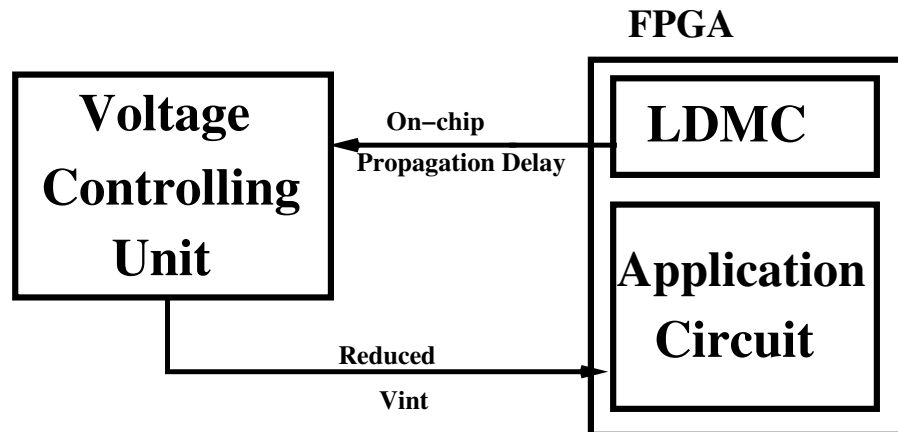 FPGA
Voltage
Controlling
Unit
On-chip
Propagation Delay
LDMC
Application
Circuit
Reduced
Vint